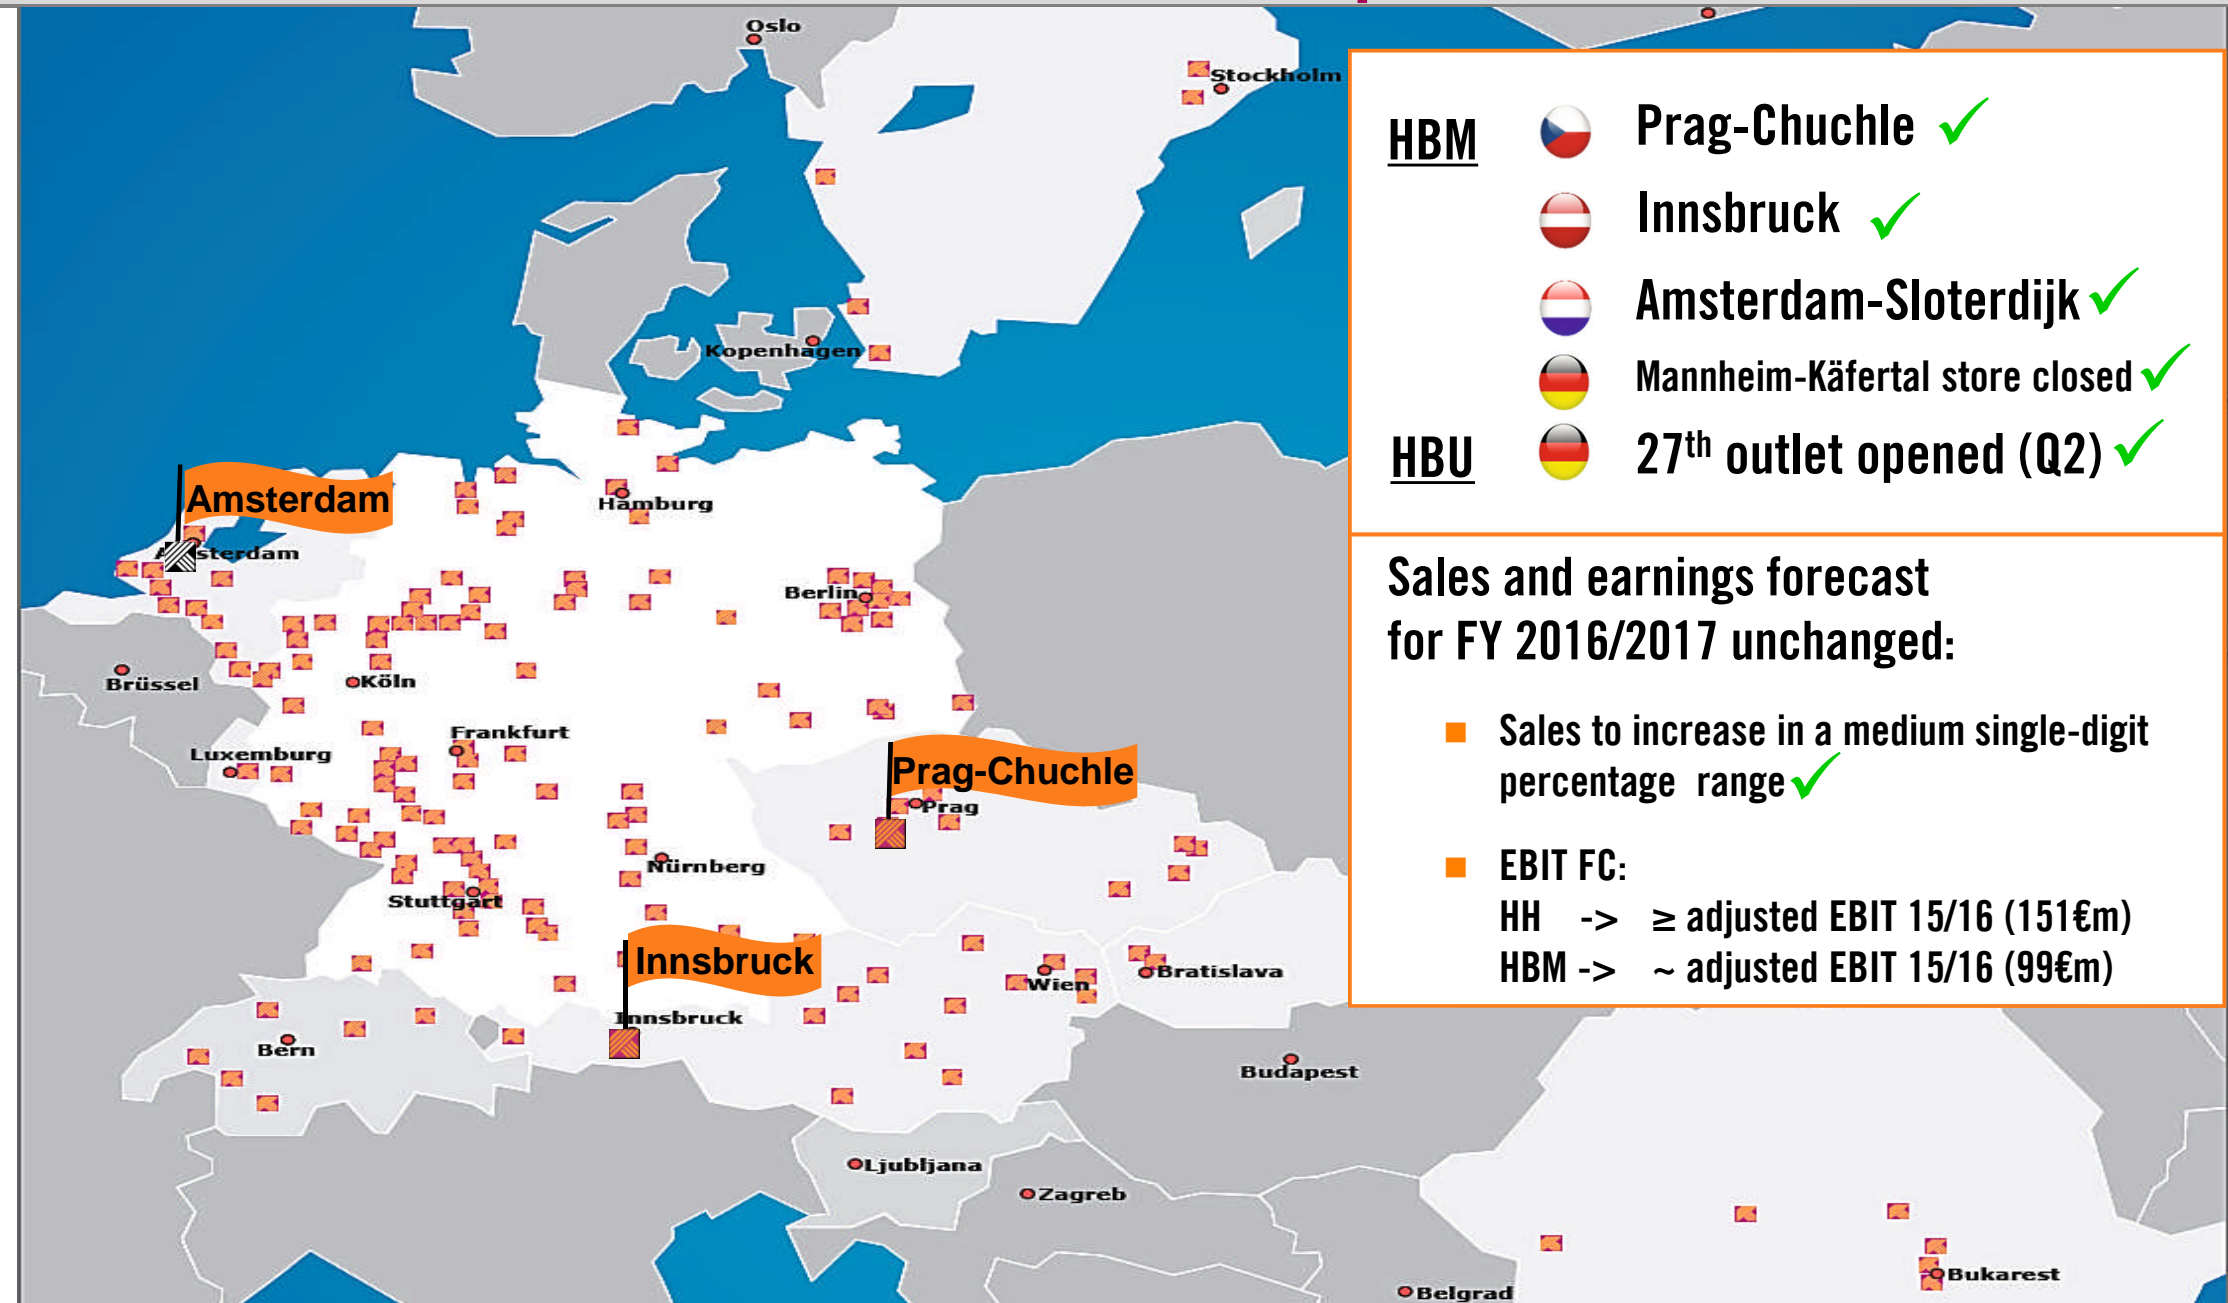 Oslo
Stockholm
Kopenhagen
Hamburg
Amsterdam
sterdam
Berlin
Brüssel
Köln
Frankfurt
Luxemburg
Prag-Chuchle
Prag
Nürnberg
Stuttgart
Innsbruck
Wien
Bratislava
Innsbruck
Bern
Budapest
Ljubljana
Zagreb
Bukarest
Belgrad
HBM Prag-Chuchle ✓
Innsbruck ✓
Amsterdam-Sloterdijk ✓
Mannheim-Käfertal store closed ✓
HBU 27th outlet opened (Q2) ✓
Sales and earnings forecast
for FY 2016/2017 unchanged:
■ Sales to increase in a medium single-digit
percentage range ✓
■ EBIT FC:
HH -> ≥ adjusted EBIT 15/16 (151€m)
HBM -> ~ adjusted EBIT 15/16 (99€m)